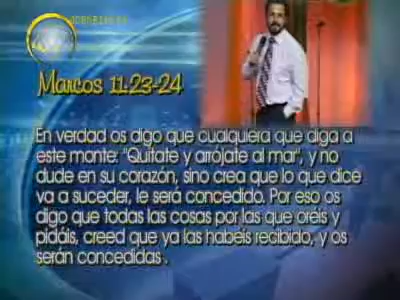 Marcos 11:23-24
En verdad os digo que cualquiera que diga a
este monte: "Quítate y arrójate al mar", y no
dude en su corazón, sino crea que lo que dice
va a suceder, le será concedido. Por eso os
digo que todas las cosas por las que oréis y
pidáis, creed que ya las habéis recibido, y os
serán concedidas.